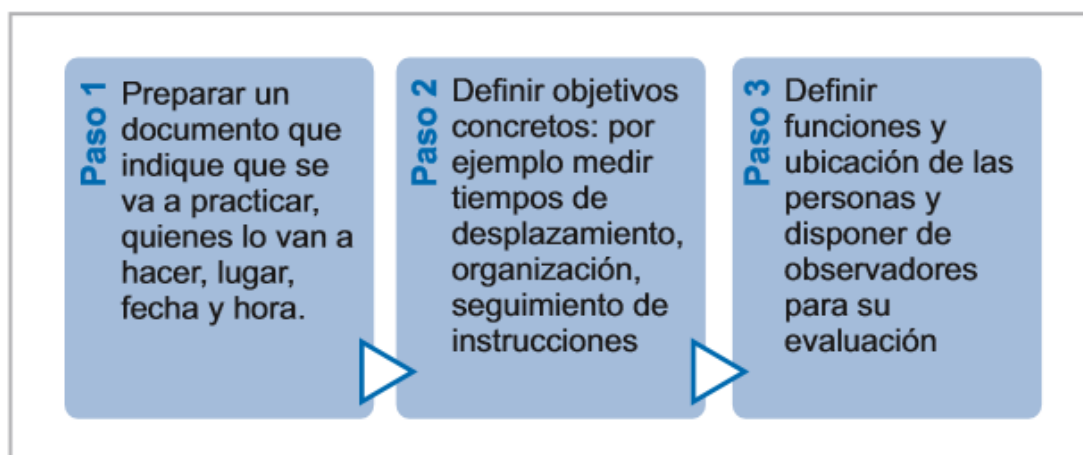 Paso 1
Preparar un
documento que
indique que se
va a practicar,
quienes lo van a
hacer, lugar,
fecha y hora.
Paso 2
Definir objetivos
concretos: por
ejemplo medir
tiempos de
desplazamiento,
organización,
seguimiento de
instrucciones
Paso 3
Definir
funciones y
ubicación de las
personas y
disponer de
observadores
para su
evaluación